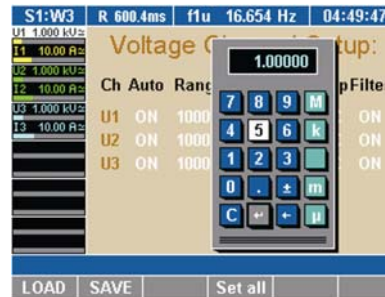 S1:W3 R 600.4ms f1u 16.654 Hz 04:49:47
U1 1.000 kU≅
I1 10.00 A≅
U2 1.000 kU≅
I2 10.00 A≅
U3 1.000 kU≅
I3 10.00 A≅
Voltage C tup:
Ch Auto Rang pFilte
U1 ON 1000 ON
U2 ON 1000 ON
U3 ON 1000 ON
1.00000
7 8 9 M
4 5 6 k
1 2 3
0 . ± m
C ↵ ← µ
LOAD SAVE Set all